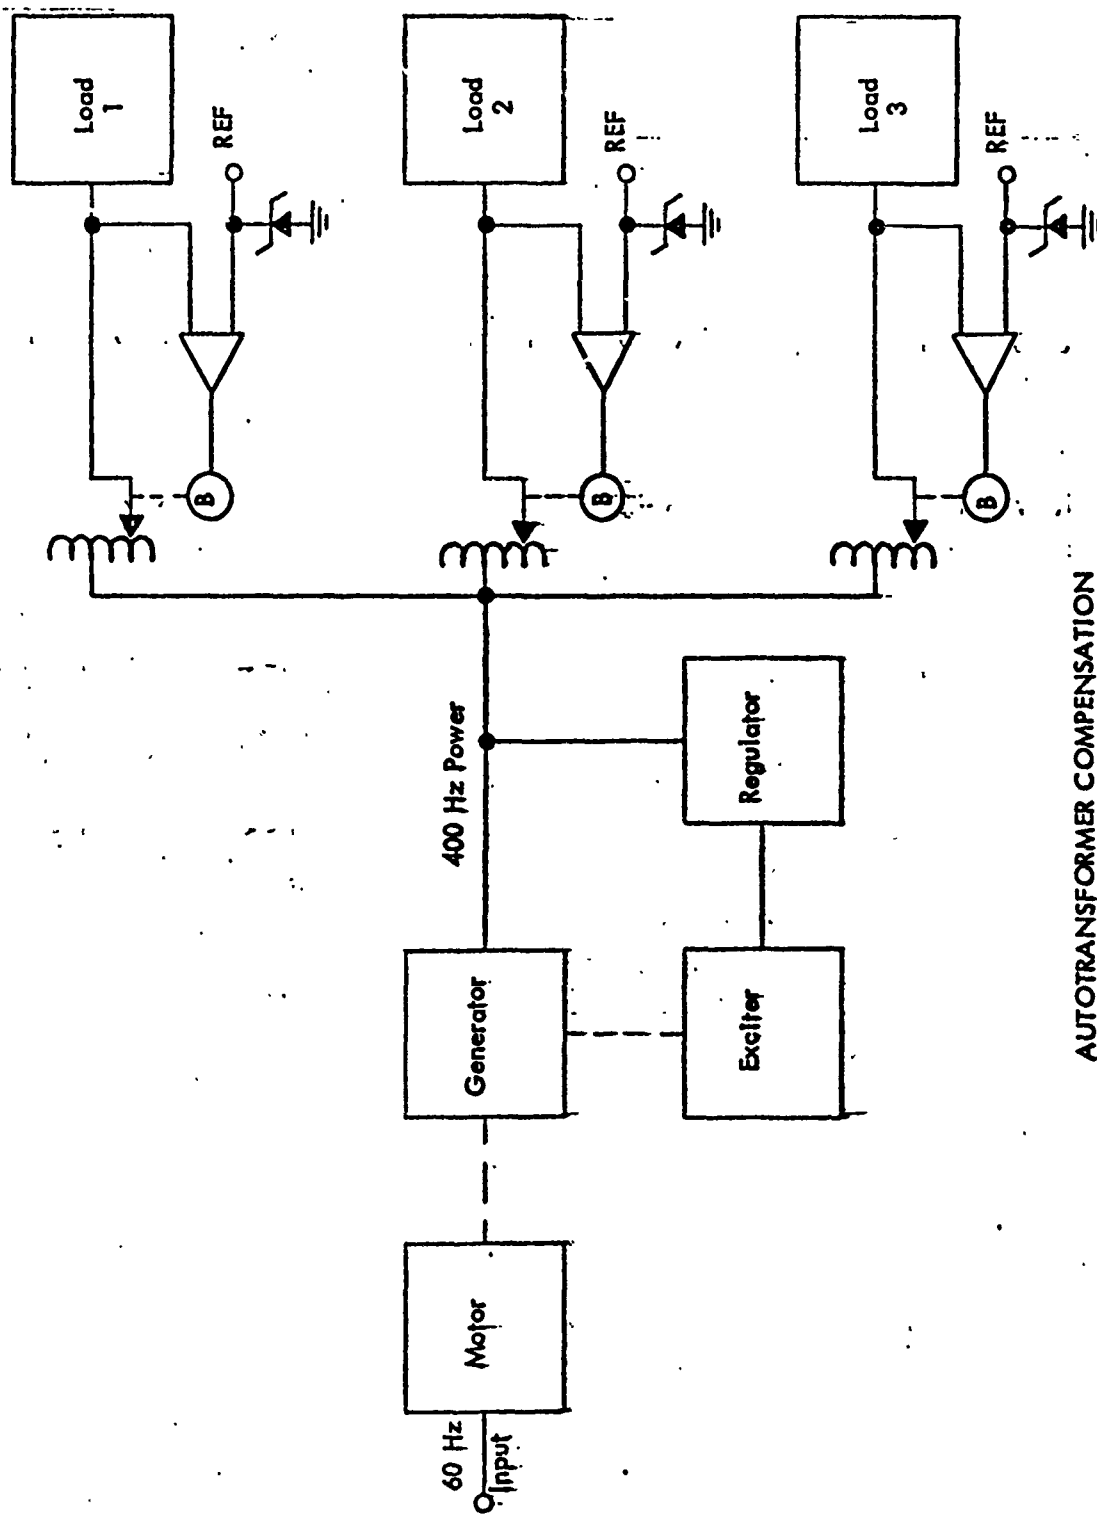 60 Hz
Input
Motor
Generator
400 Hz Power
Exciter
Regulator
B
B
B
REF
REF
REF
Load
1
Load
2
Load
3
AUTOTRANSFORMER COMPENSATION